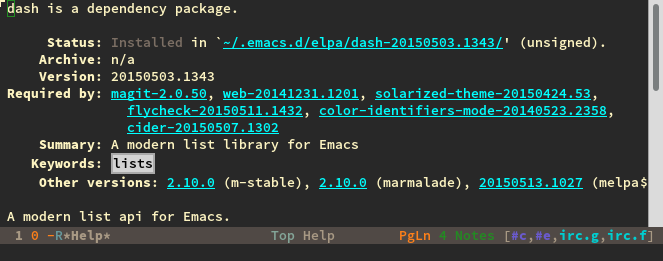 dash is a dependency package.
Status: Installed in `~/.emacs.d/elpa/dash-20150503.1343/' (unsigned).
Archive: n/a
Version: 20150503.1343
Required by: magit-2.0.50, web-20141231.1201, solarized-theme-20150424.53,
flycheck-20150511.1432, color-identifiers-mode-20140523.2358,
cider-20150507.1302
Summary: A modern list library for Emacs
Keywords: lists
Other versions: 2.10.0 (m-stable), 2.10.0 (marmalade), 20150513.1027 (melpa$
A modern list api for Emacs.
1 0 -R*Help* Top Help PgLn 4 Notes [#c,#e,irc.g,irc.f]